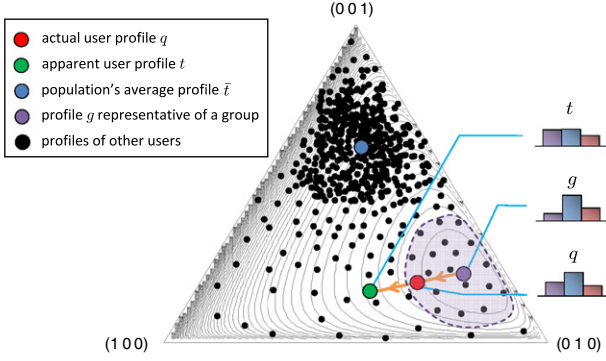 (0 0 1)
actual user profile q
apparent user profile t
population's average profile t̄
profile g representative of a group
profiles of other users
t
g
q
(1 0 0)
(0 1 0)